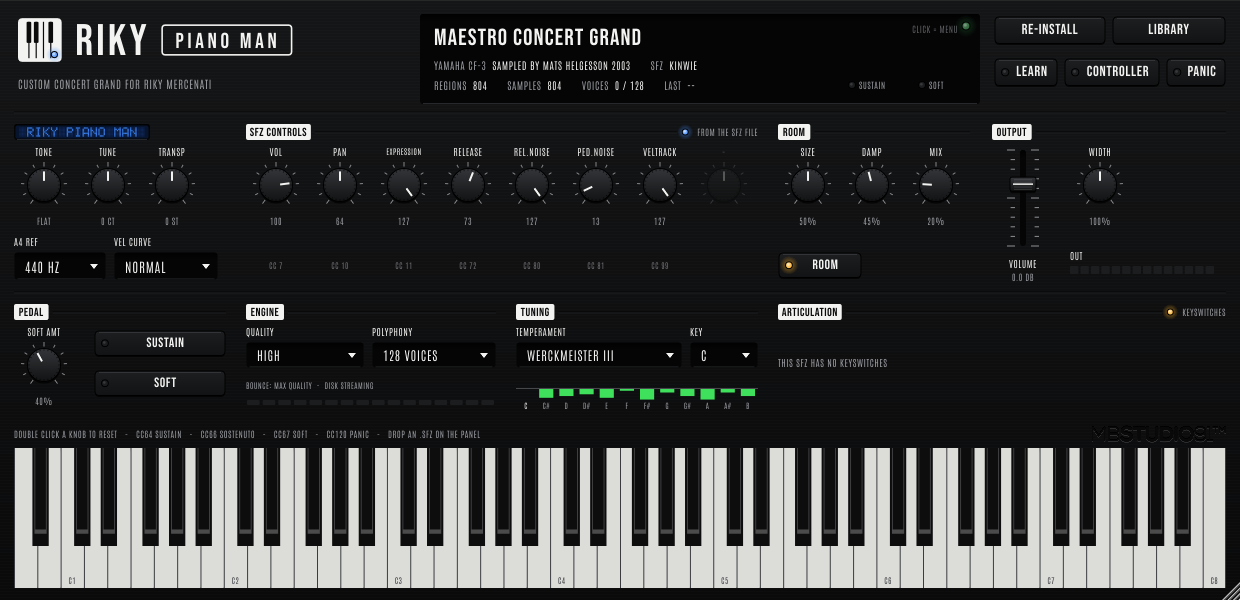 RIKY PIANO MAN
CUSTOM CONCERT GRAND FOR RIKY MERCENATI
MAESTRO CONCERT GRAND
CLICK = MENU
YAMAHA CF-3 SAMPLED BY MATS HELGESSON 2003 SFZ KINWIE
REGIONS 804 SAMPLES 804 VOICES 0 / 128 LAST --
SUSTAIN SOFT
RE-INSTALL LIBRARY
LEARN CONTROLLER PANIC
RIKY PIANO MAN
TONE TUNE TRANSP
FLAT 0 CT 0 ST
A4 REF VEL CURVE
440 HZ NORMAL
SFZ CONTROLS FROM THE SFZ FILE
VOL PAN EXPRESSION RELEASE REL.NOISE PED.NOISE VELTRACK -
100 64 127 73 127 13 127
CC 7 CC 10 CC 11 CC 72 CC 80 CC 81 CC 89
ROOM
SIZE DAMP MIX
50% 45% 20%
ROOM
OUTPUT
WIDTH
100%
VOLUME
0.0 DB
OUT
PEDAL
SOFT AMT
40%
SUSTAIN
SOFT
ENGINE
QUALITY POLYPHONY
HIGH 128 VOICES
BOUNCE: MAX QUALITY - DISK STREAMING
TUNING
TEMPERAMENT KEY
WERCKMEISTER III C
C C# D D# E F F# G G# A A# B
ARTICULATION KEYSWITCHES
THIS SFZ HAS NO KEYSWITCHES
DOUBLE CLICK A KNOB TO RESET - CC64 SUSTAIN - CC66 SOSTENUTO - CC67 SOFT - CC120 PANIC - DROP AN .SFZ ON THE PANEL
C1 C2 C3 C4 C5 C6 C7 C8